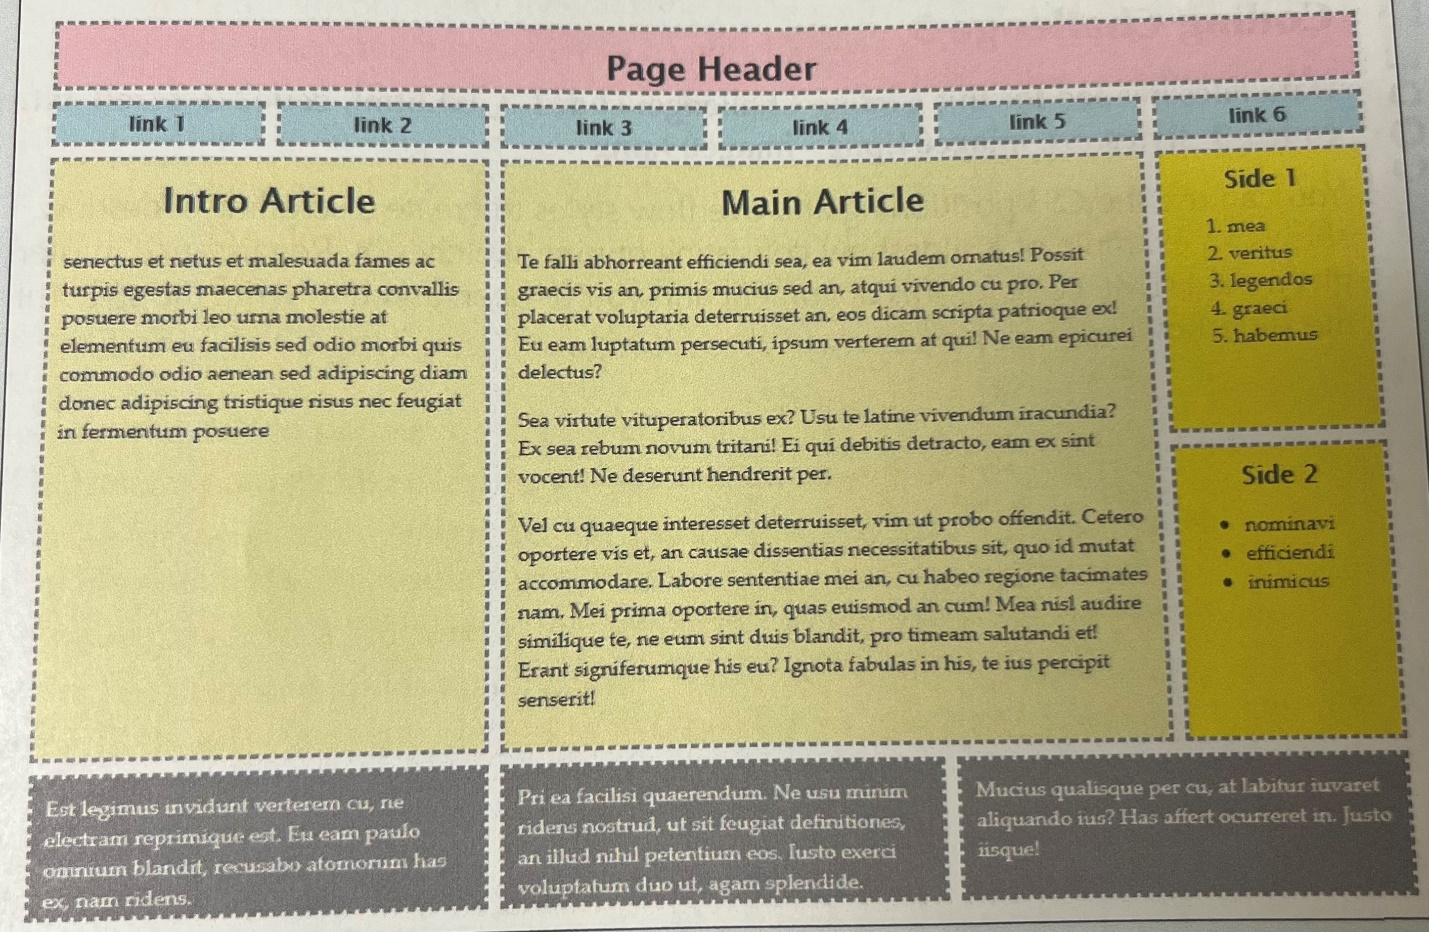 Page Header
link 1
link 2
link 3
link 4
link 5
link 6
Intro Article
senectus et netus et malesuada fames ac
turpis egestas maecenas pharetra convallis
posuere morbi leo urna molestie at
elementum eu facilisis sed odio morbi quis
commodo odio aenean sed adipiscing diam
donec adipiscing tristique risus nec feugiat
in fermentum posuere
Main Article
Te falli abhorreant efficiendi sea, ea vim laudem ornatus! Possit
graecis vis an, primis mucius sed an, atqui vivendo cu pro. Per
placerat voluptaria deterruisset an, eos dicam scripta patrioque ex!
Eu eam luptatum persecuti, ipsum verterem at qui! Ne eam epicurei
delectus?
Sea virtute vituperatoribus ex? Usu te latine vivendum iracundia?
Ex sea rebum novum tritani! Ei qui debitis detracto, eam ex sint
vocent! Ne deserunt hendrerit per.
Vel cu quaeque interesset deterruisset, vim ut probo offendit. Cetero
oportere vis et, an causae dissentias necessitatibus sit, quo id mutat
accommodare. Labore sententiae mei an, cu habeo regione tacimates
nam. Mei prima oportere in, quas euismod an cum! Mea nisl audire
similique te, ne eum sint duis blandit, pro timeam salutandi et!
Erant signiferumque his eu? Ignota fabulas in his, te ius percipit
senserit!
Side 1
1. mea
2. veritus
3. legendos
4. graeci
5. habemus
Side 2
• nominavi
• efficiendi
• inimicus
Est legimus invidunt verterem cu, ne
electram reprimique est. Eu eam paulo
omnium blandit, recusabo atomorum has
ex, nam ridens.
Pri ea facilisi quaerendum. Ne usu minim
ridens nostrud, ut sit feugiat definitiones,
an illud nihil petentium eos. Iusto exerci
voluptatum duo ut, agam splendide.
Mucius qualisque per cu, at labitur iuvaret
aliquando ius? Has affert ocurreret in. Justo
iisque!